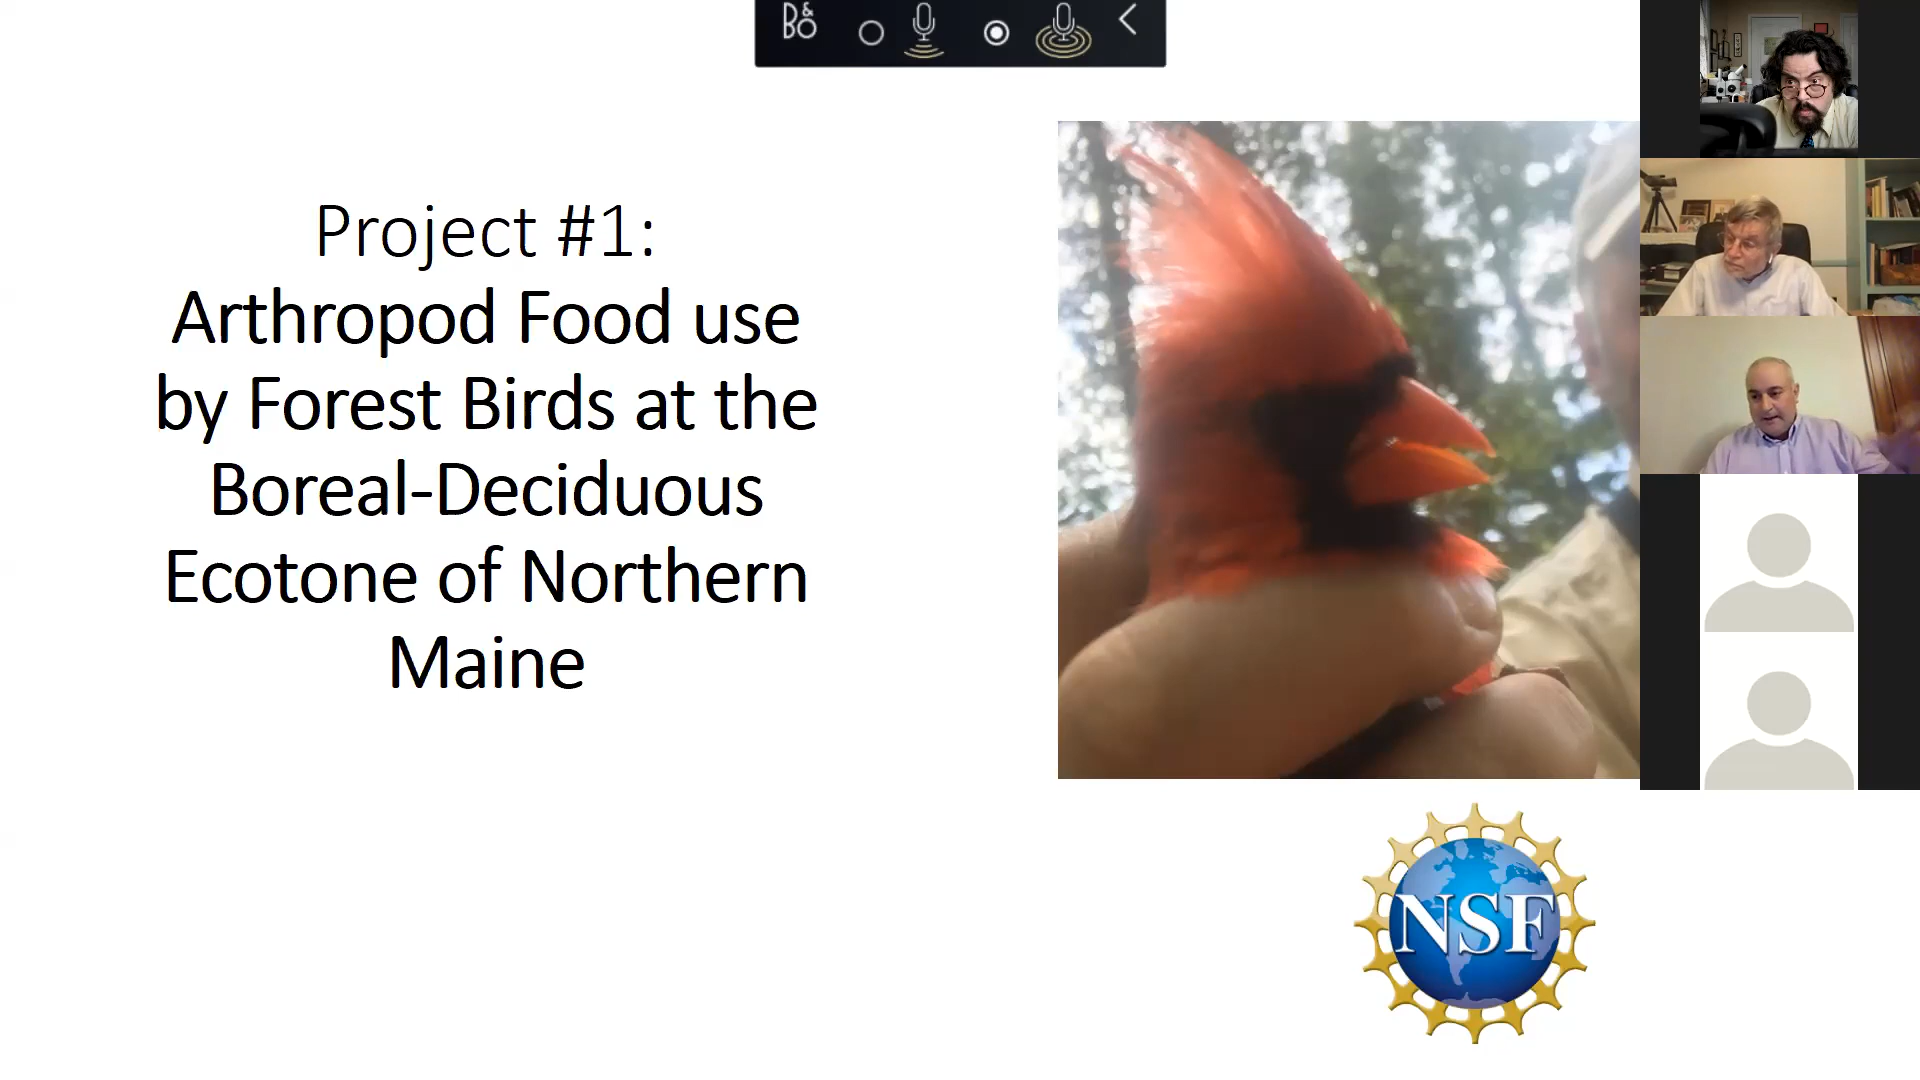 B&O
Project #1:
Arthropod Food use
by Forest Birds at the
Boreal-Deciduous
Ecotone of Northern
Maine
NSF